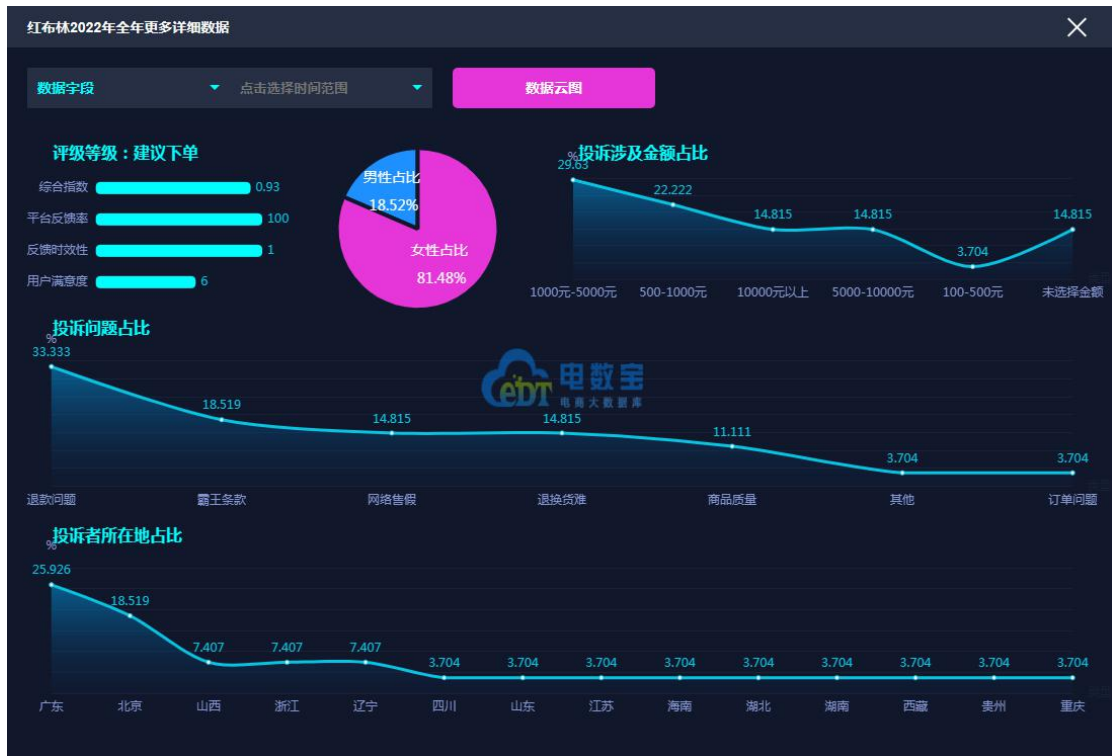 红布林2022年全年更多详细数据
数据字段
点击选择时间范围
数据云图
评级等级：建议下单
综合指数 0.93
平台反馈率 100
反馈时效性 1
用户满意度 6
男性占比
18.52%
女性占比
81.48%
投诉涉及金额占比
%
29.63 22.222 14.815 14.815 3.704 14.815
1000元-5000元 500-1000元 10000元以上 5000-10000元 100-500元 未选择金额
投诉问题占比
%
33.333 18.519 14.815 14.815 11.111 3.704 3.704
退款问题 霸王条款 网络售假 退换货难 商品质量 其他 订单问题
eDT 电数宝
电商大数据库
投诉者所在地占比
%
25.926 18.519 7.407 7.407 7.407 3.704 3.704 3.704 3.704 3.704 3.704 3.704 3.704 3.704
广东 北京 山西 浙江 辽宁 四川 山东 江苏 海南 湖北 湖南 西藏 贵州 重庆